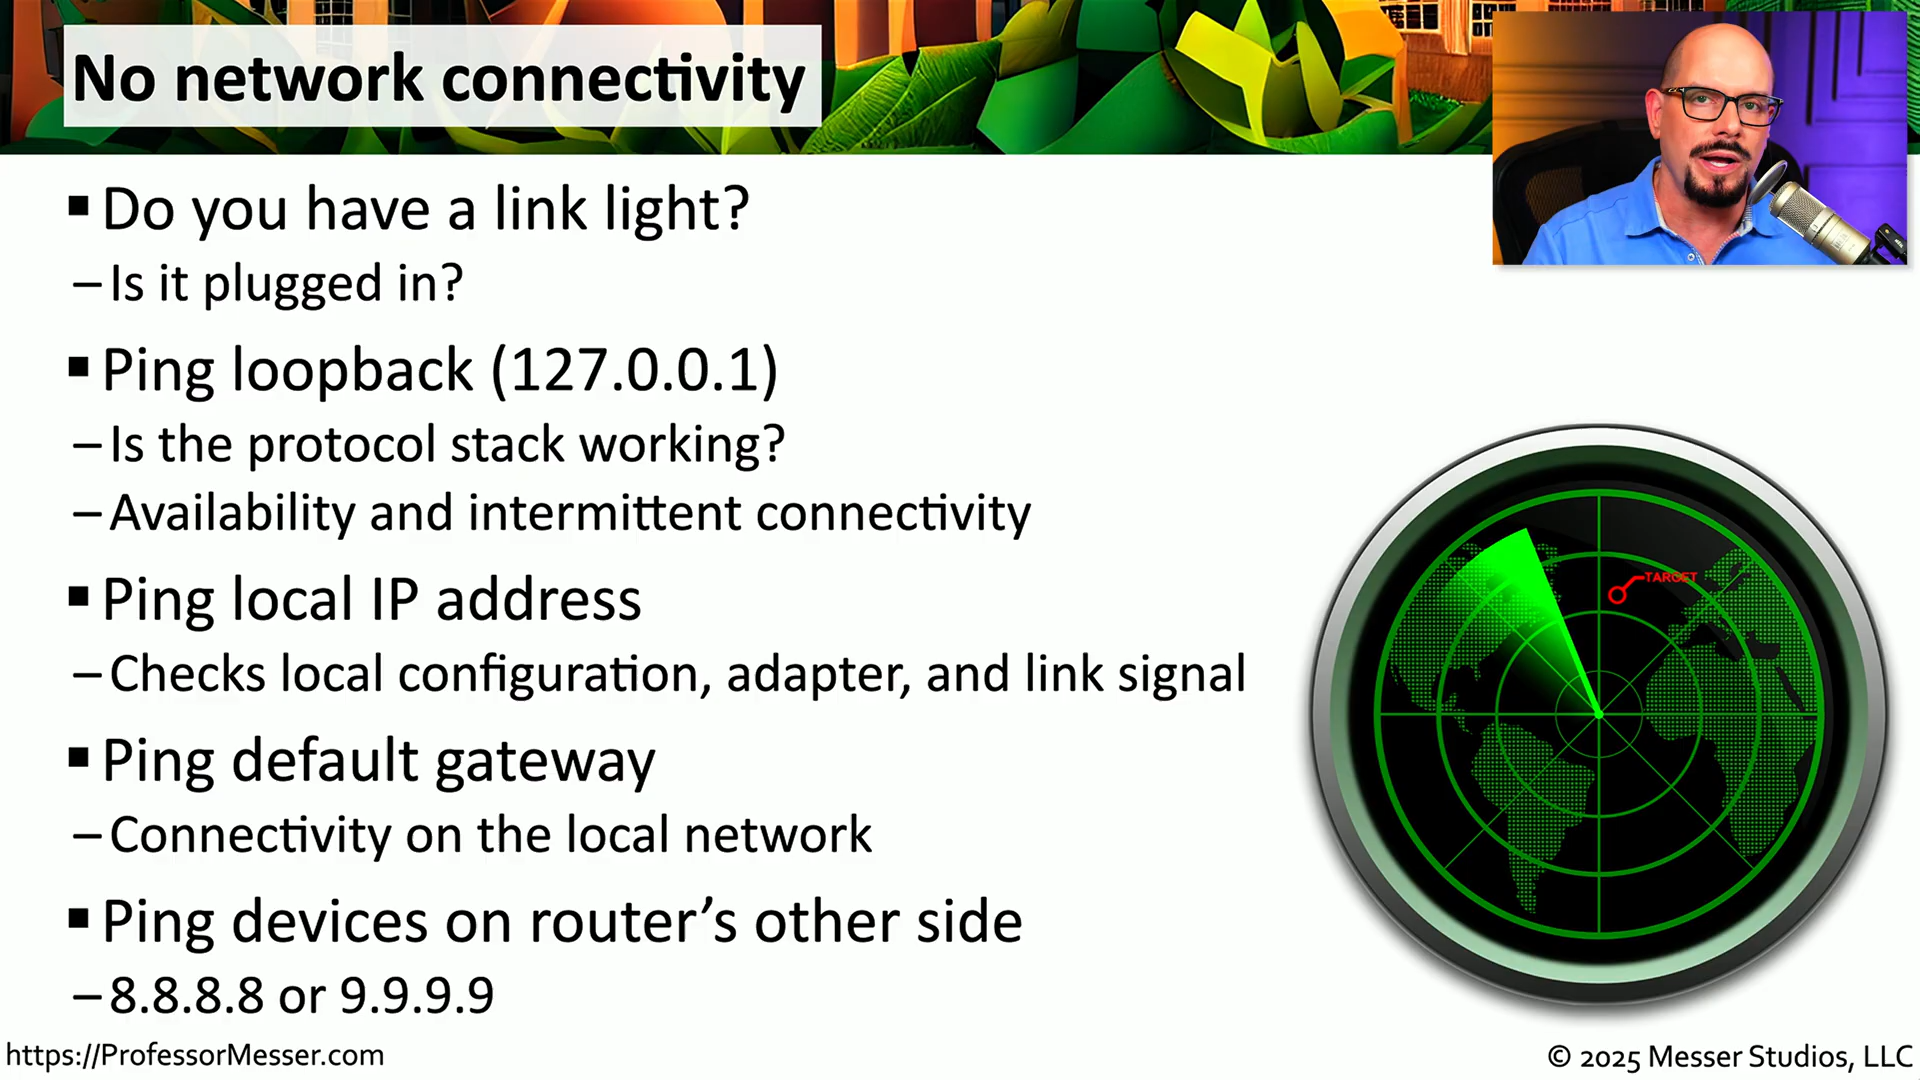 No network connectivity
▪ Do you have a link light?
– Is it plugged in?
▪ Ping loopback (127.0.0.1)
– Is the protocol stack working?
– Availability and intermittent connectivity
▪ Ping local IP address
– Checks local configuration, adapter, and link signal
TARGET
▪ Ping default gateway
– Connectivity on the local network
▪ Ping devices on router’s other side
– 8.8.8.8 or 9.9.9.9
https://ProfessorMesser.com
© 2025 Messer Studios, LLC